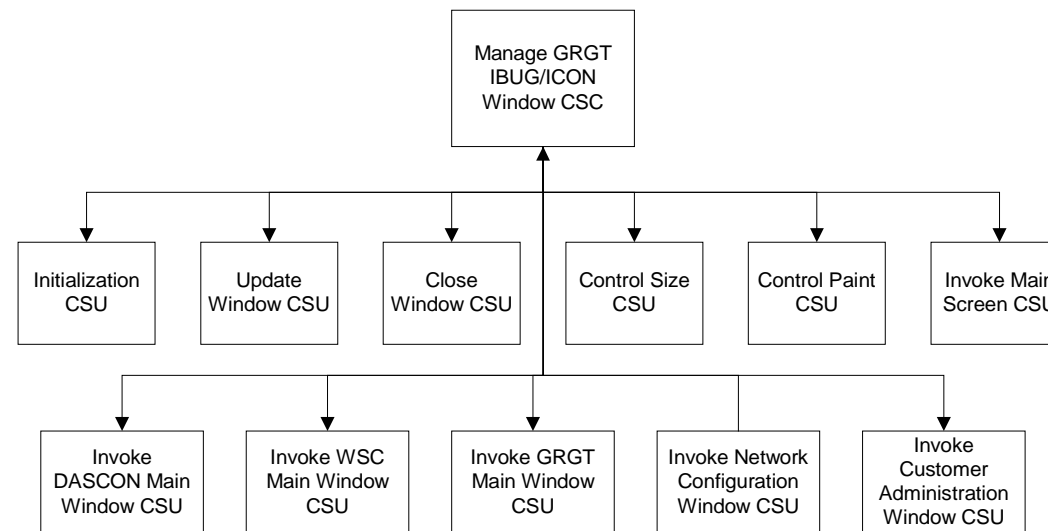 Manage GRGT
IBUG/ICON
Window CSC
Initialization
CSU
Update
Window CSU
Close
Window CSU
Control Size
CSU
Control Paint
CSU
Invoke Main
Screen CSU
Invoke
DASCON Main
Window CSU
Invoke WSC
Main Window
CSU
Invoke GRGT
Main Window
CSU
Invoke Network
Configuration
Window CSU
Invoke
Customer
Administration
Window CSU